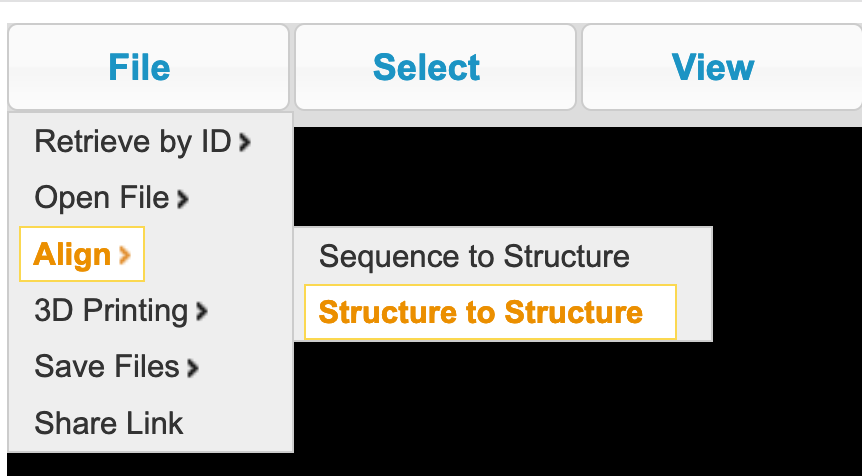 File Select View
Retrieve by ID
Open File
Align
Sequence to Structure
Structure to Structure
3D Printing
Save Files
Share Link